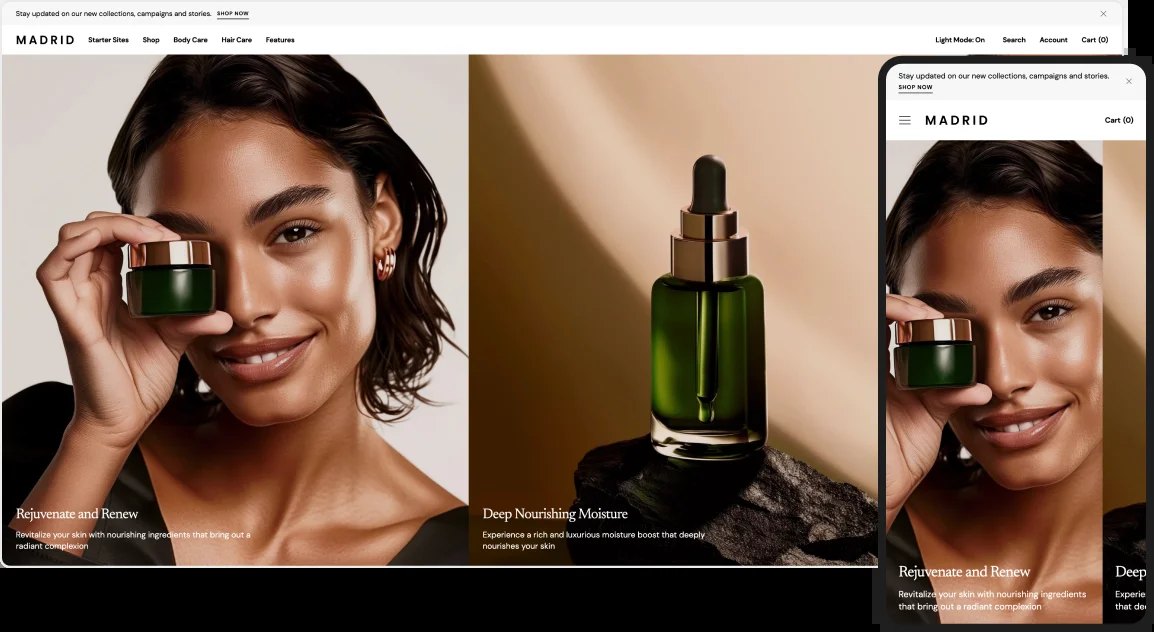 Stay updated on our new collections, campaigns and stories. SHOP NOW
MADRID Starter Sites Shop Body Care Hair Care Features Light Mode: On Search Account Cart (0)
Rejuvenate and Renew
Revitalize your skin with nourishing ingredients that bring out a
radiant complexion
Deep Nourishing Moisture
Experience a rich and luxurious moisture boost that deeply
nourishes your skin
Stay updated on our new collections, campaigns and stories.
SHOP NOW
MADRID Cart (0)
Rejuvenate and Renew
Revitalize your skin with nourishing ingredients
that bring out a radiant complexion
Deep
Experie
that dee